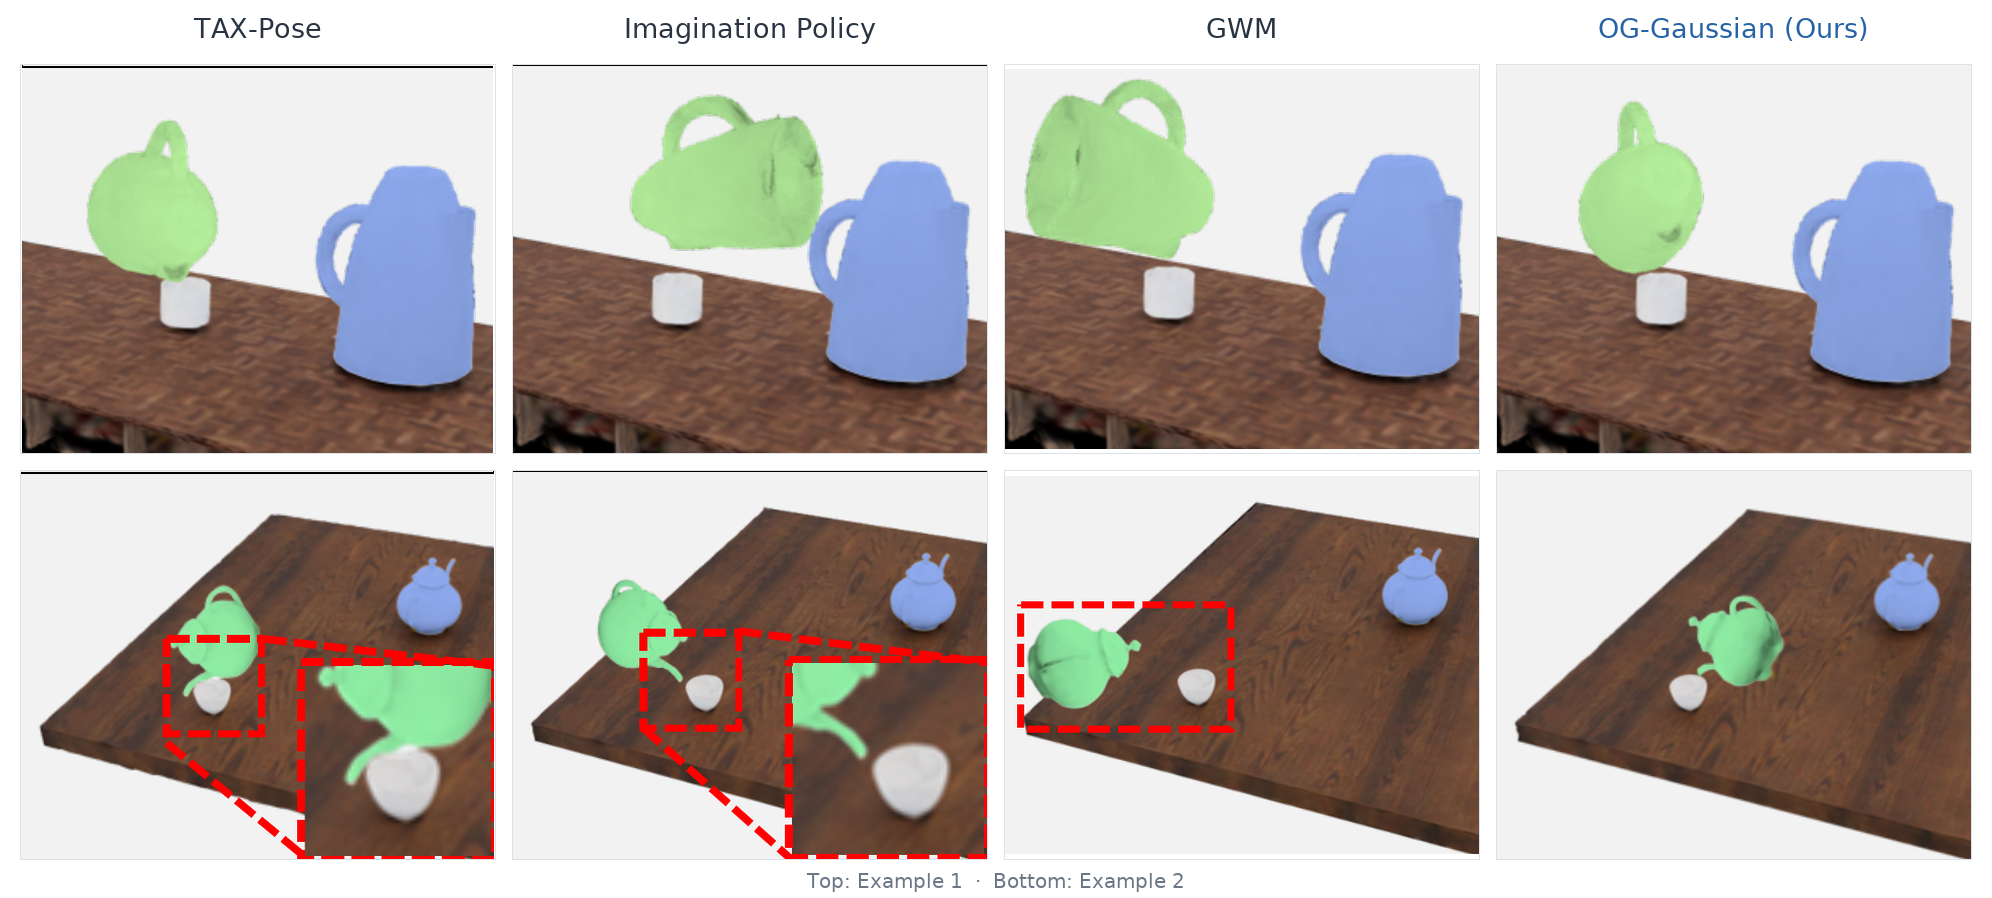 TAX-Pose
Imagination Policy
GWM
OG-Gaussian (Ours)
Top: Example 1 · Bottom: Example 2